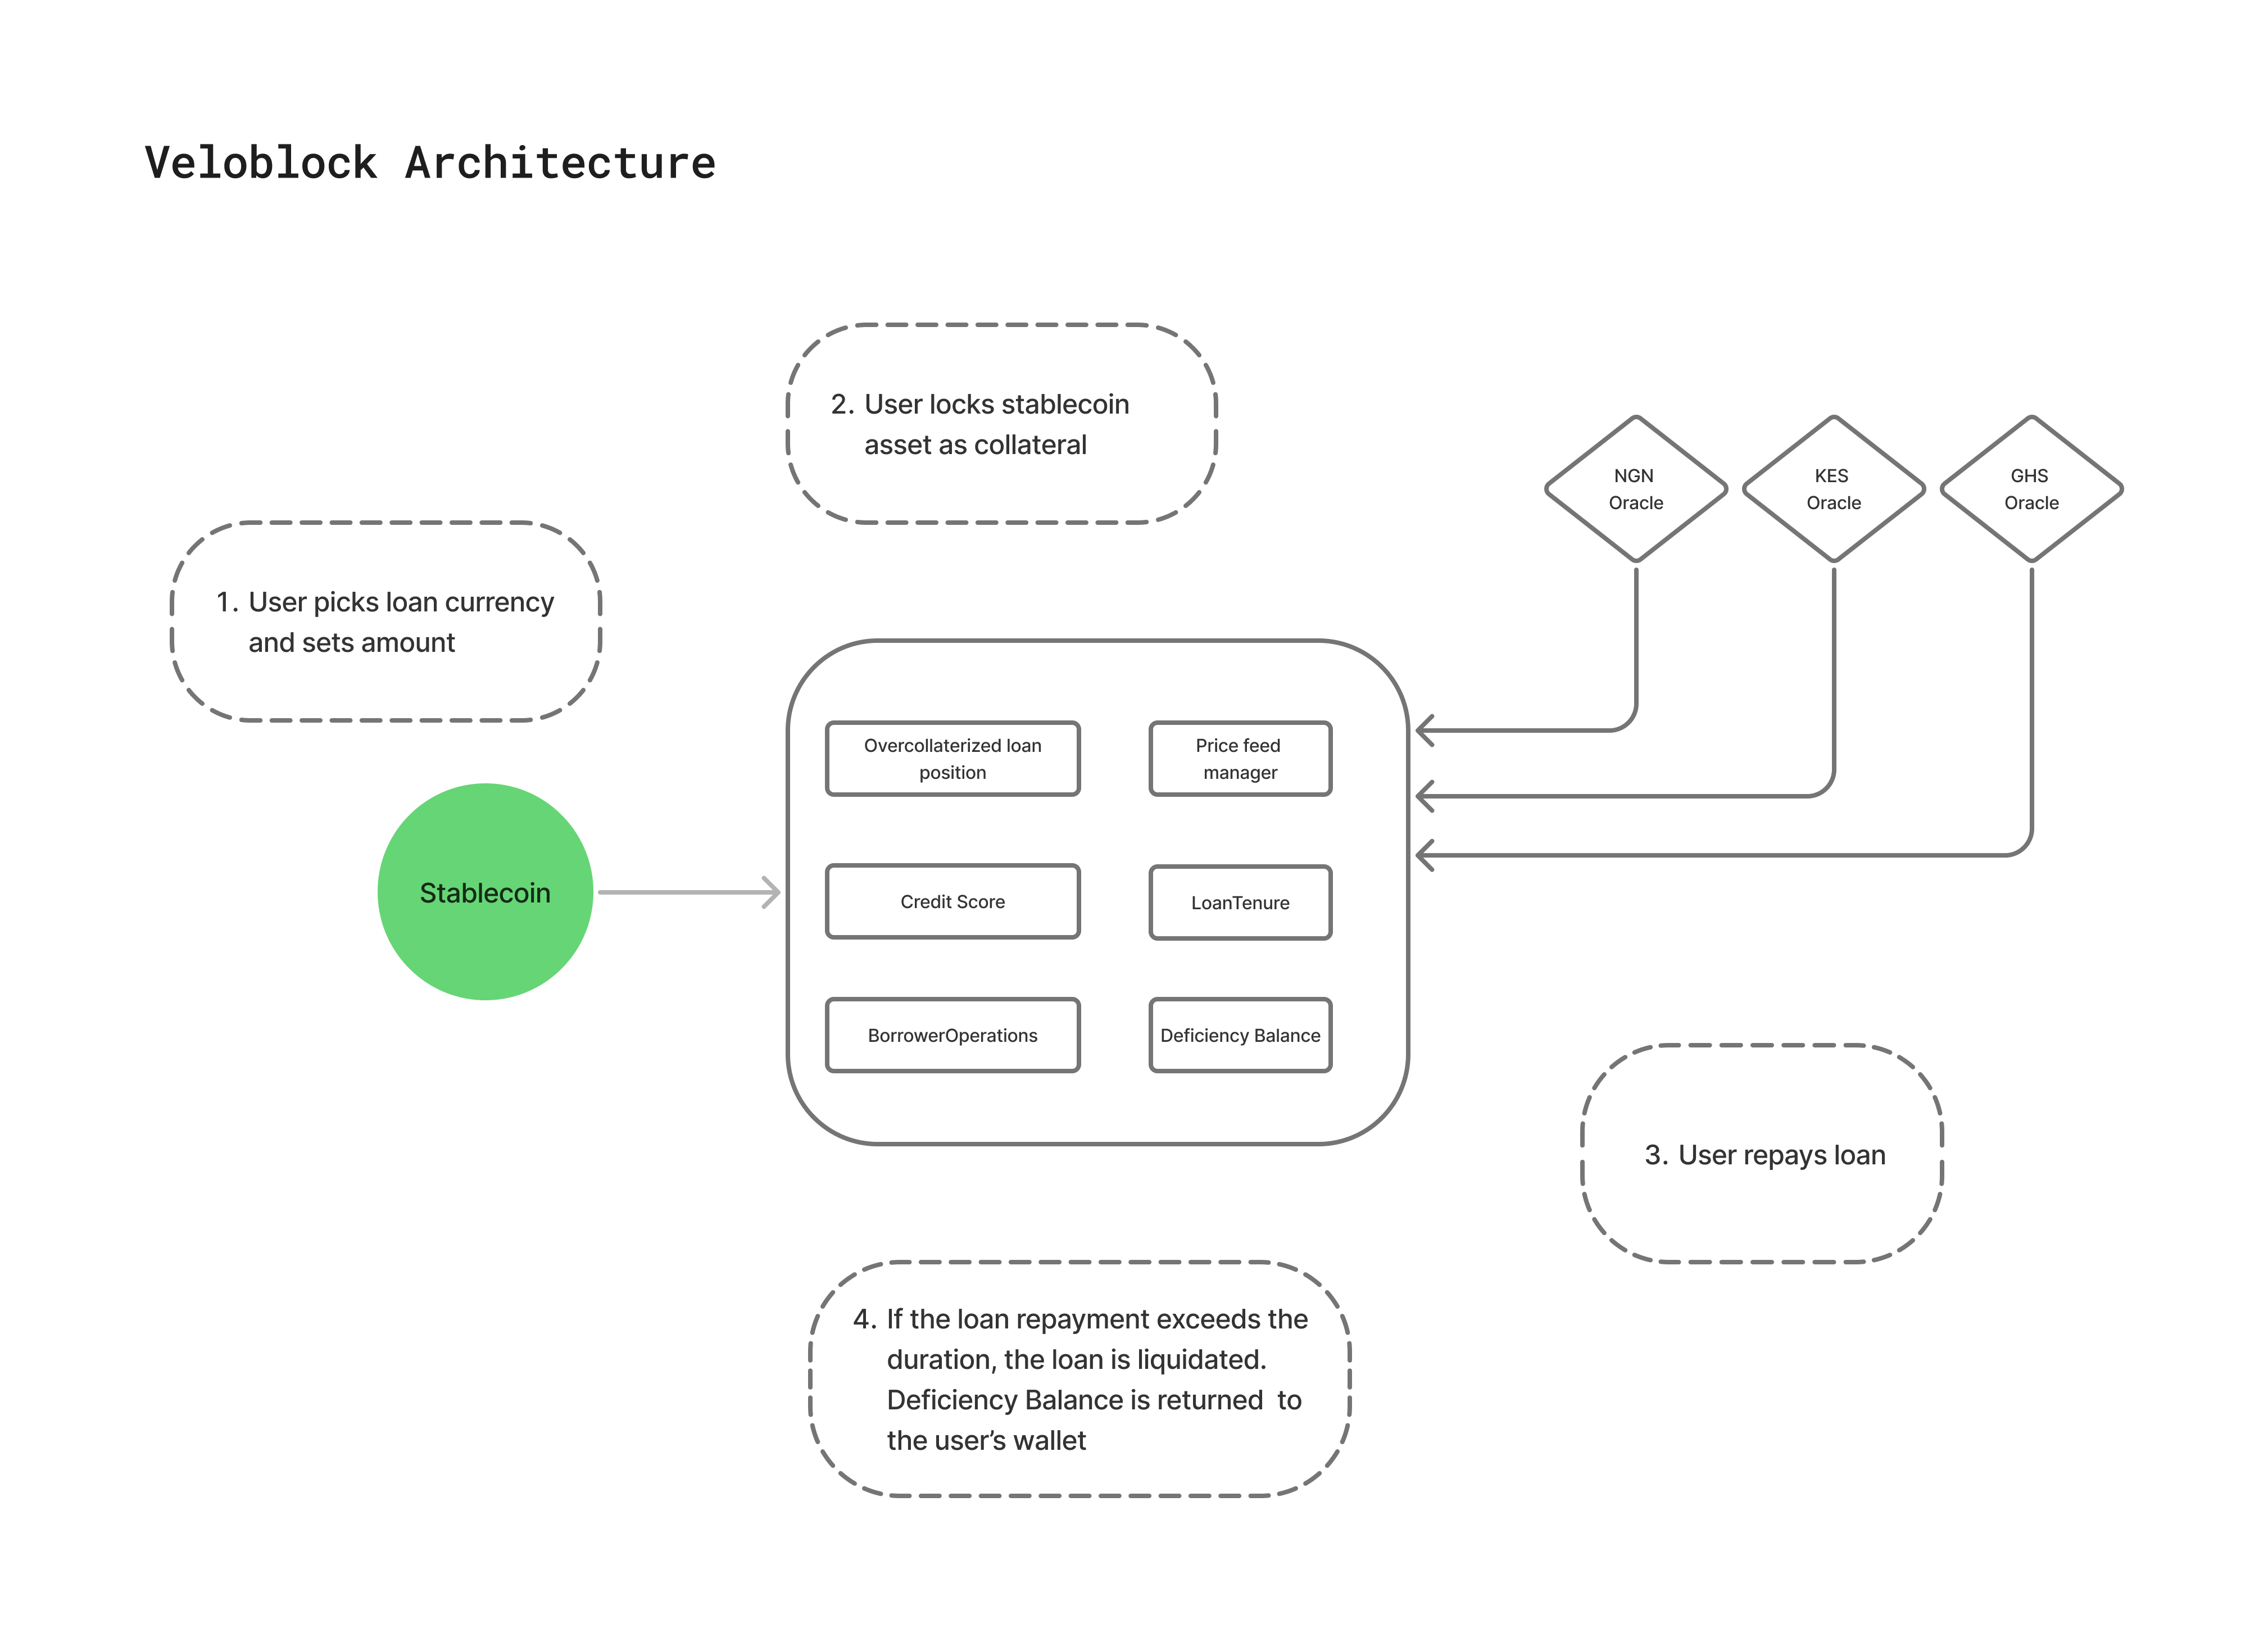 Veloblock Architecture
2. User locks stablecoin
asset as collateral
NGN
Oracle
KES
Oracle
GHS
Oracle
1. User picks loan currency
and sets amount
Overcollaterized loan
position
Price feed
manager
Stablecoin
Credit Score
LoanTenure
BorrowerOperations
Deficiency Balance
3. User repays loan
4. If the loan repayment exceeds the
duration, the loan is liquidated.
Deficiency Balance is returned  to
the user’s wallet